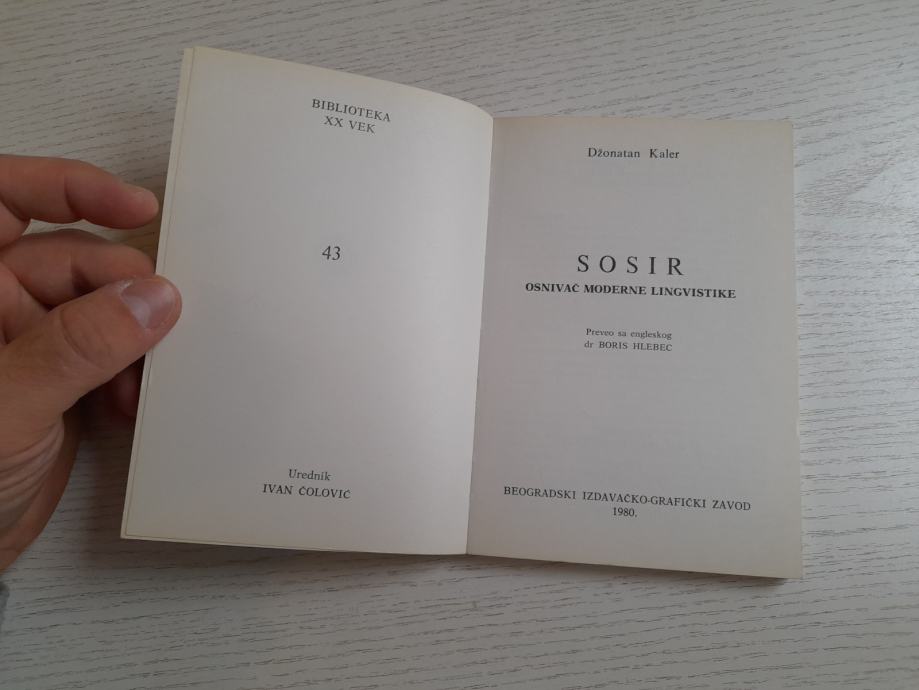 BIBLIOTEKA
XX VEK
43
Urednik
IVAN ČOLOVIĆ
Džonatan Kaler
SOSIR
OSNIVAČ MODERNE LINGVISTIKE
Preveo sa engleskog
dr BORIS HLEBEC
BEOGRADSKI IZDAVAČKO-GRAFIČKI ZAVOD
1980.